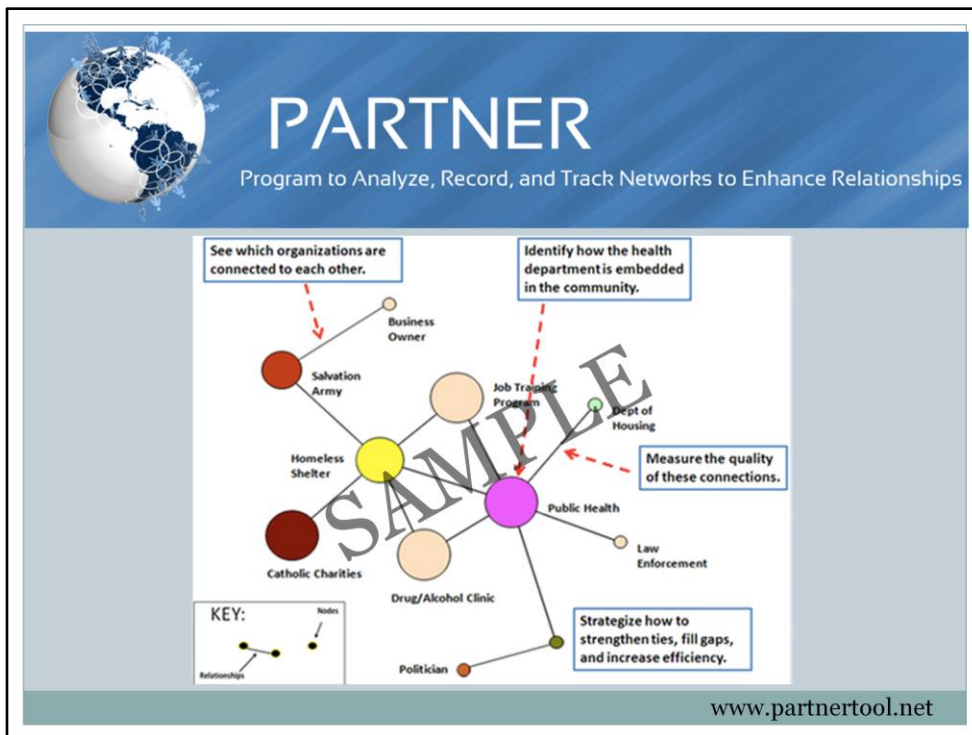 PARTNER
Program to Analyze, Record, and Track Networks to Enhance Relationships
See which organizations are
connected to each other.
Identify how the health
department is embedded
in the community.
Business
Owner
Salvation
Army
Job Training
Program
Dept of
Housing
Homeless
Shelter
Measure the quality
of these connections.
SAMPLE
Public Health
Law
Enforcement
Catholic Charities
Drug/Alcohol Clinic
KEY:
Nodes
Relationships
Strategize how to
strengthen ties, fill gaps,
and increase efficiency.
Politician
www.partnertool.net